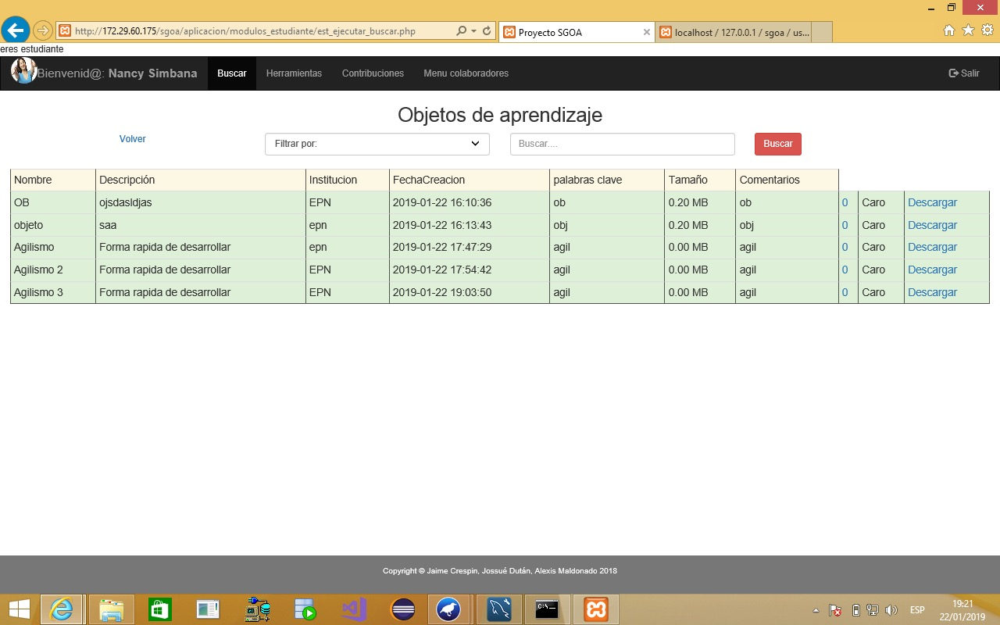 http://172.29.60.175/sgoa/aplicacion/modulos_estudiante/est_ejecutar_buscar.php
Proyecto SGOA
localhost / 127.0.0.1 / sgoa / us...
eres estudiante
Bienvenid@: Nancy Simbana
Buscar
Herramientas
Contribuciones
Menu colaboradores
Salir
Objetos de aprendizaje
Volver
Filtrar por:
Buscar....
Buscar
Nombre Descripción Institucion FechaCreacion palabras clave Tamaño Comentarios
OB ojsdasldjas EPN 2019-01-22 16:10:36 ob 0.20 MB ob 0 Caro Descargar
objeto saa epn 2019-01-22 16:13:43 obj 0.20 MB obj 0 Caro Descargar
Agilismo Forma rapida de desarrollar epn 2019-01-22 17:47:29 agil 0.00 MB agil 0 Caro Descargar
Agilismo 2 Forma rapida de desarrollar EPN 2019-01-22 17:54:42 agil 0.00 MB agil 0 Caro Descargar
Agilismo 3 Forma rapida de desarrollar EPN 2019-01-22 19:03:50 agil 0.00 MB agil 0 Caro Descargar
Copyright © Jaime Crespin, Jossué Dután, Alexis Maldonado 2018
C:\_
ESP
19:21
22/01/2019